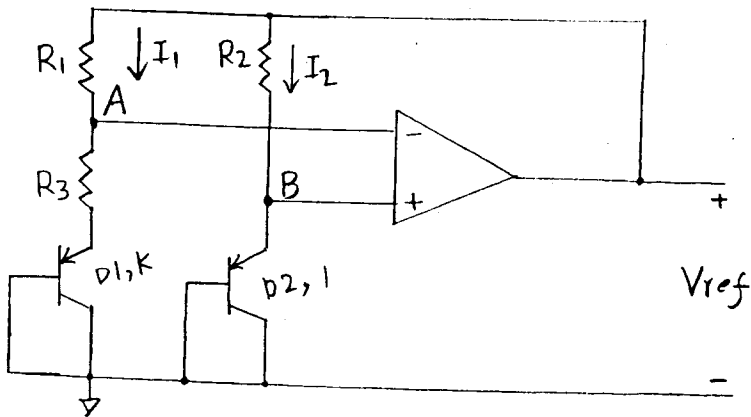 R1
I1
R2
I2
A
−
R3
B
+
+
D1, K
D2, 1
Vref
−